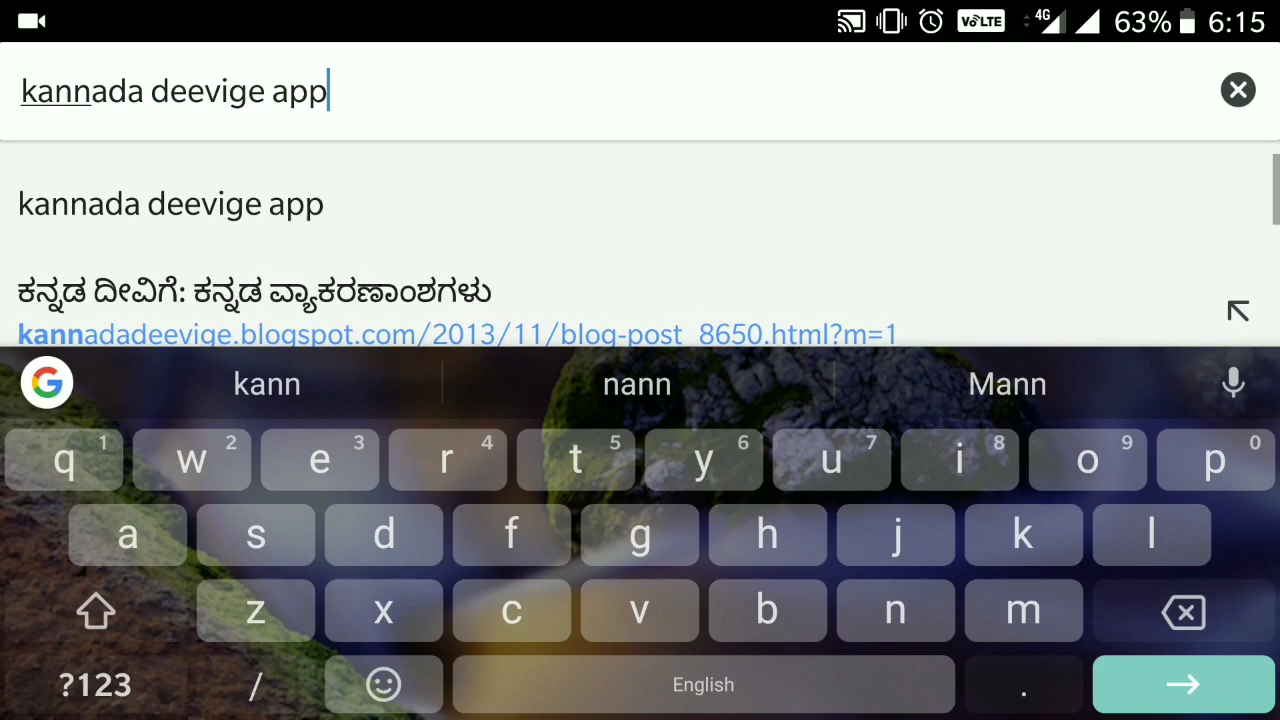 4G VoLTE 63% 6:15
kannada deevige app
kannada deevige app
ಕನ್ನಡ ದೀವಿಗೆ: ಕನ್ನಡ ವ್ಯಾಕರಣಾಂಶಗಳು
kannadadeevige.blogspot.com/2013/11/blog-post_8650.html?m=1
G kann nann Mann
q 1 w 2 e 3 r 4 t 5 y 6 u 7 i 8 o 9 p 0
a s d f g h j k l
z x c v b n m
?123 / English .